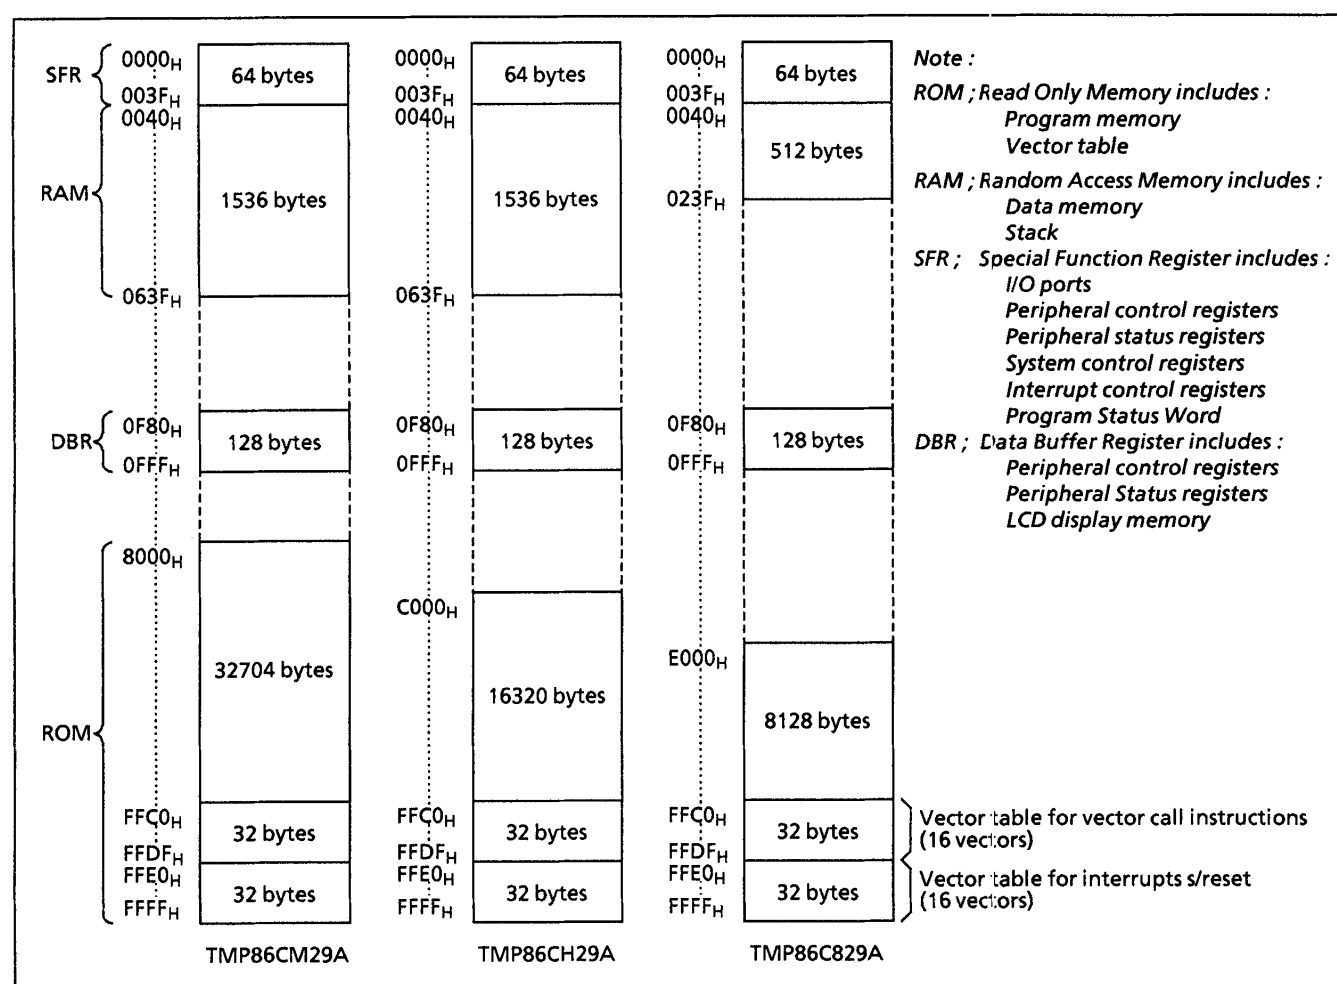 SFR
0000H
64 bytes
003FH
0040H
RAM
1536 bytes
063FH
DBR
0F80H
128 bytes
0FFFH
8000H
32704 bytes
ROM
FFC0H
32 bytes
FFDFH
FFE0H
32 bytes
FFFFH
TMP86CM29A
0000H
64 bytes
003FH
0040H
1536 bytes
063FH
0F80H
128 bytes
0FFFH
C000H
16320 bytes
FFC0H
32 bytes
FFDFH
FFE0H
32 bytes
FFFFH
TMP86CH29A
0000H
64 bytes
003FH
0040H
512 bytes
023FH
0F80H
128 bytes
0FFFH
E000H
8128 bytes
FFC0H
32 bytes
FFDFH
FFE0H
32 bytes
FFFFH
TMP86C829A
Note :
ROM ; Read Only Memory includes :
Program memory
Vector table
RAM ; Random Access Memory includes :
Data memory
Stack
SFR ; Special Function Register includes :
I/O ports
Peripheral control registers
Peripheral status registers
System control registers
Interrupt control registers
Program Status Word
DBR ; Data Buffer Register includes :
Peripheral control registers
Peripheral Status registers
LCD display memory
Vector table for vector call instructions
(16 vectors)
Vector table for interrupts s/reset
(16 vectors)